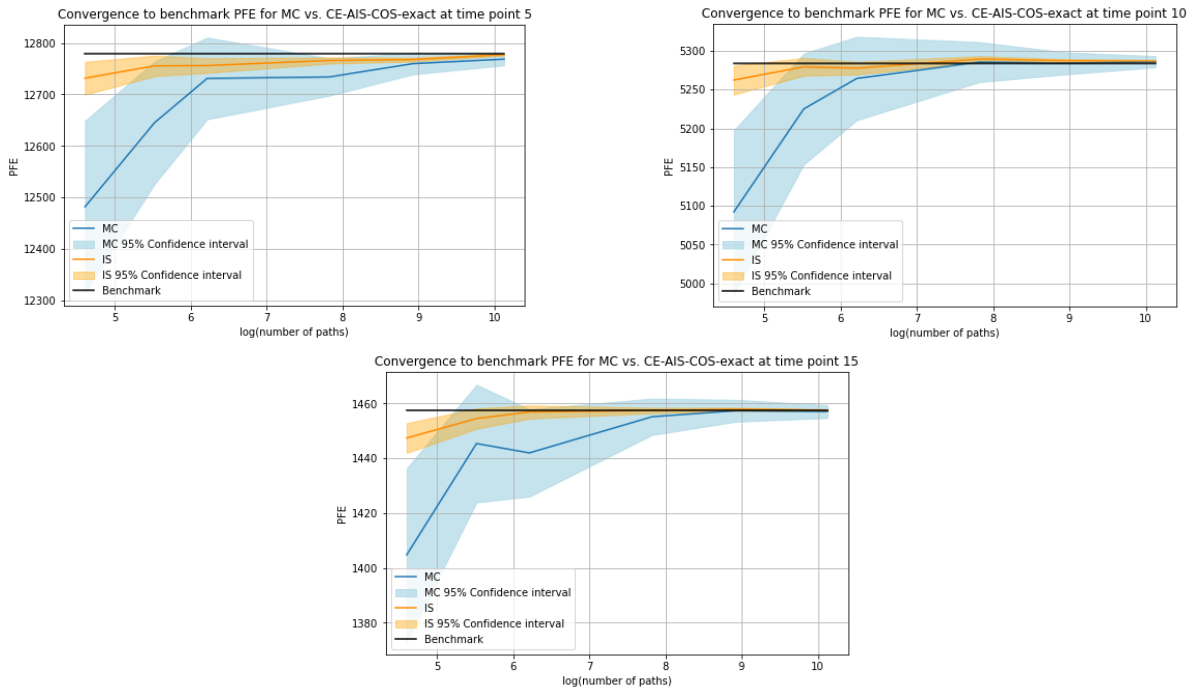 Convergence to benchmark PFE for MC vs. CE-AIS-COS-exact at time point 5
12800
12700
12600
12500
12400
12300
PFE
MC
MC 95% Confidence interval
IS
IS 95% Confidence interval
Benchmark
5 6 7 8 9 10
log(number of paths)
Convergence to benchmark PFE for MC vs. CE-AIS-COS-exact at time point 10
5300
5250
5200
5150
5100
5050
5000
PFE
MC
MC 95% Confidence interval
IS
IS 95% Confidence interval
Benchmark
5 6 7 8 9 10
log(number of paths)
Convergence to benchmark PFE for MC vs. CE-AIS-COS-exact at time point 15
1460
1440
1420
1400
1380
PFE
MC
MC 95% Confidence interval
IS
IS 95% Confidence interval
Benchmark
5 6 7 8 9 10
log(number of paths)